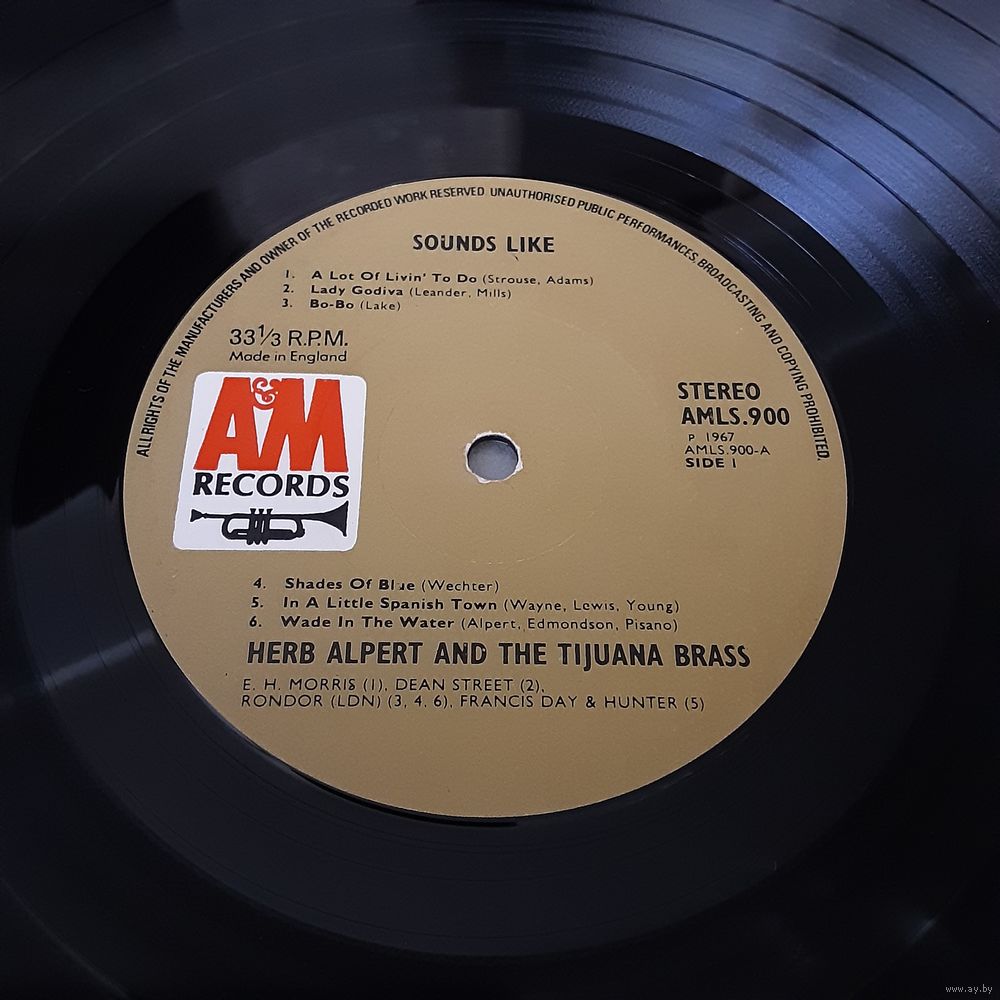 ALL RIGHTS OF THE MANUFACTURERS AND OWNER OF THE RECORDED WORK RESERVED UNAUTHORISED PUBLIC PERFORMANCES, BROADCASTING AND COPYING PROHIBITED.
SOUNDS LIKE
1. A Lot Of Livin' To Do (Strouse, Adams)
2. Lady Godiva (Leander, Mills)
3. Bo-Bo (Lake)
33⅓ R.P.M.
Made in England
A&M
RECORDS
STEREO
AMLS.900
P 1967
AMLS.900-A
SIDE 1
4. Shades Of Blue (Wechter)
5. In A Little Spanish Town (Wayne, Lewis, Young)
6. Wade In The Water (Alpert, Edmondson, Pisano)
HERB ALPERT AND THE TIJUANA BRASS
E. H. MORRIS (1), DEAN STREET (2),
RONDOR (LDN) (3, 4, 6), FRANCIS DAY & HUNTER (5)
www.ay.by